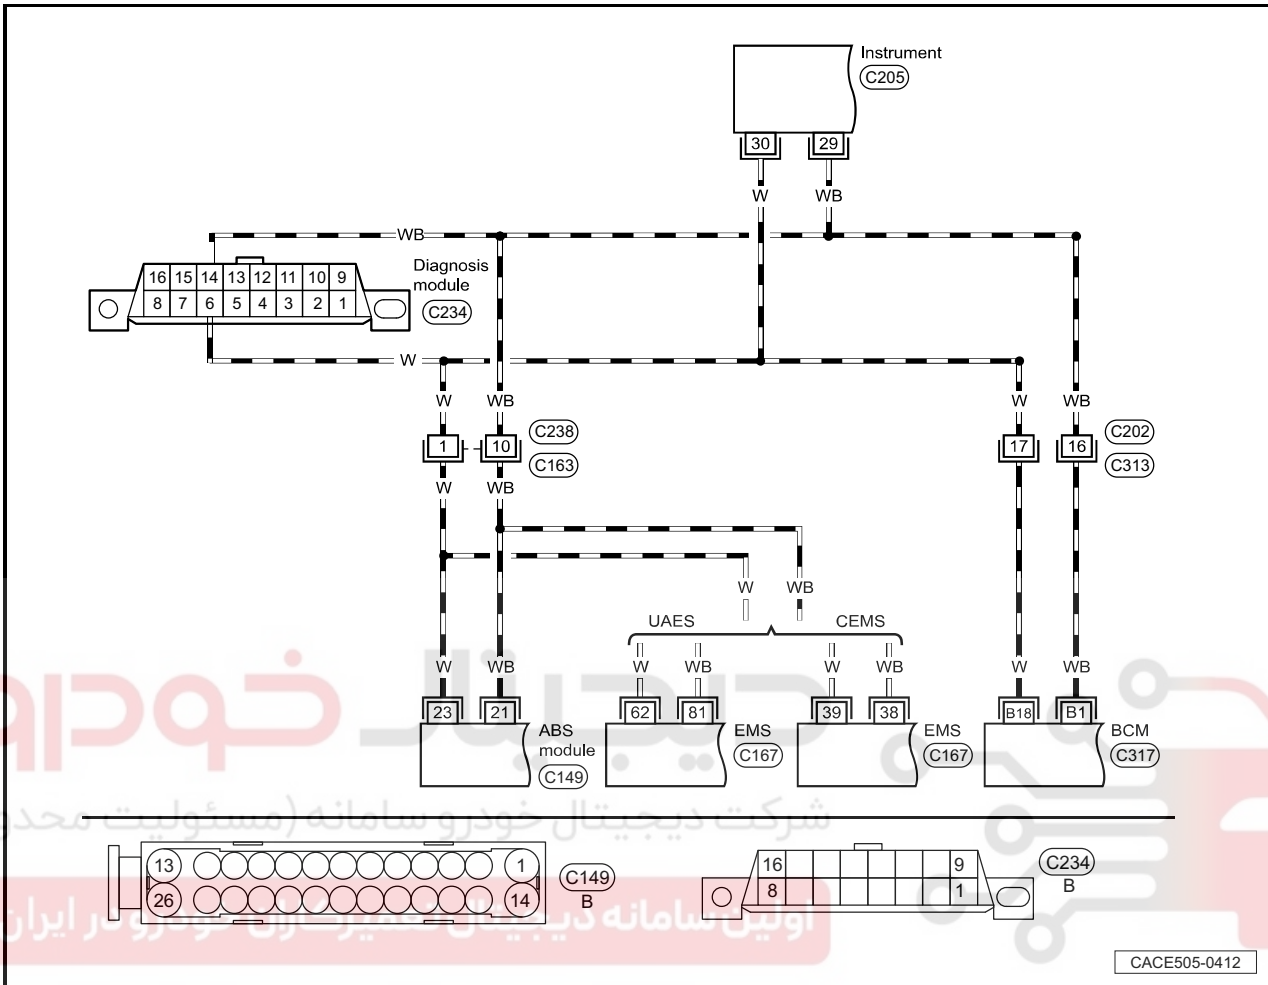 Instrument
C205
30 29
W WB
WB
Diagnosis
module
C234
16 15 14 13 12 11 10 9
8 7 6 5 4 3 2 1
W
W WB W WB
1 10 C238 17 16 C202
C163 C313
W WB
W WB
UAES CEMS
W WB W WB W WB W WB
23 21 62 81 39 38 B18 B1
ABS
module
C149
EMS
C167
EMS
C167
BCM
C317
دیجیتال خودرو
شرکت دیجیتال خودرو سامانه (مسئولیت محدو
13 1
26 14
C149
B
16 9
8 1
C234
B
اولین سامانه دیجیتال تعمیرکاران خودرو در ایران
CACE505-0412